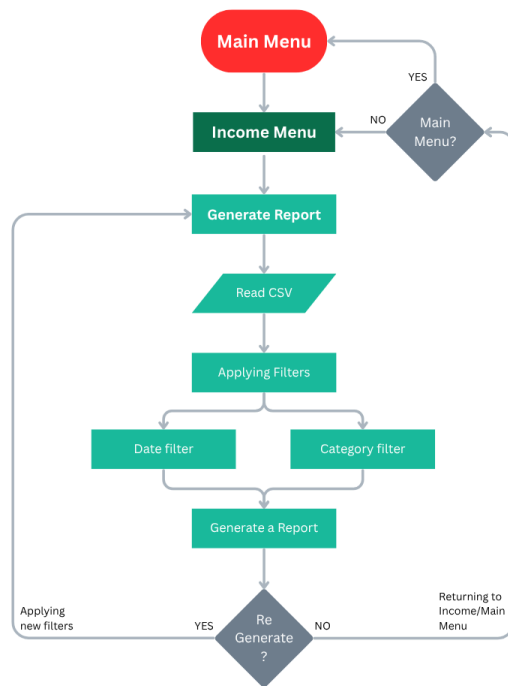 Main Menu
YES
NO
Main
Menu?
Income Menu
Generate Report
Read CSV
Applying Filters
Date filter
Category filter
Generate a Report
Applying
new filters
YES
Re
Generate
?
NO
Returning to
Income/Main
Menu